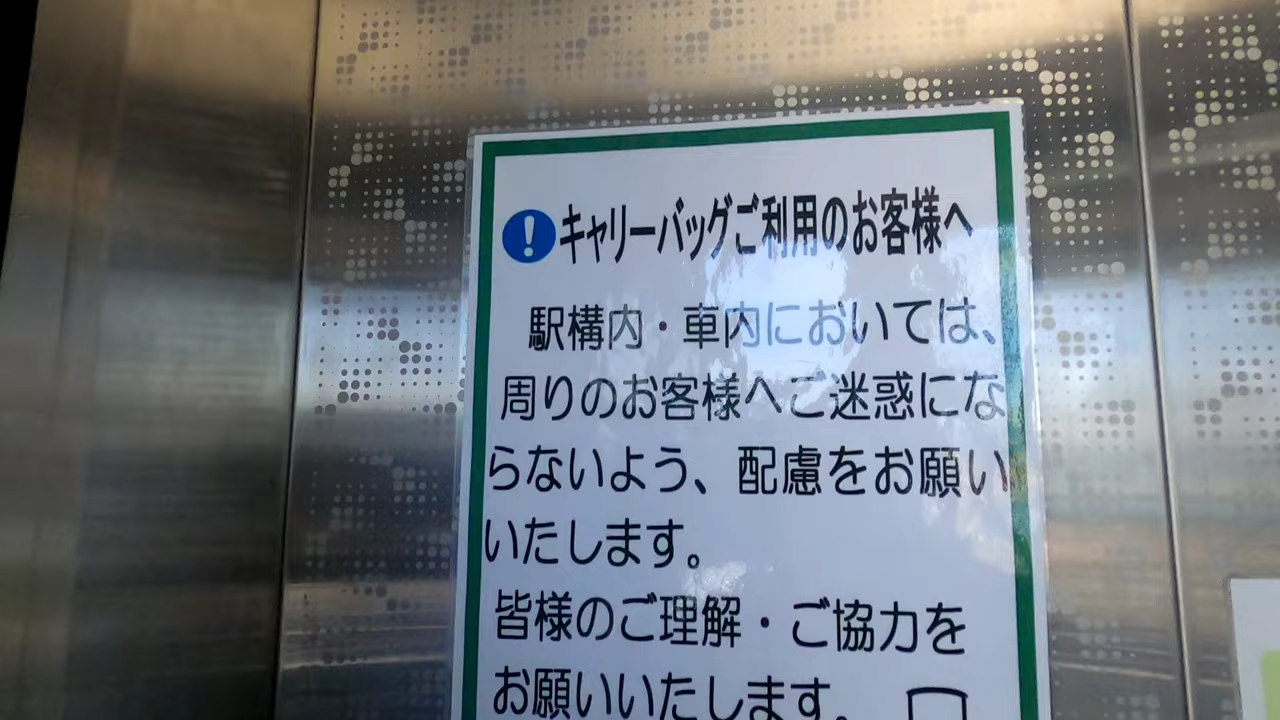 キャリーバッグご利用のお客様へ
駅構内・車内においては、
周りのお客様へご迷惑にな
らないよう、配慮をお願い
いたします。
皆様のご理解・ご協力を
お願いいたします。